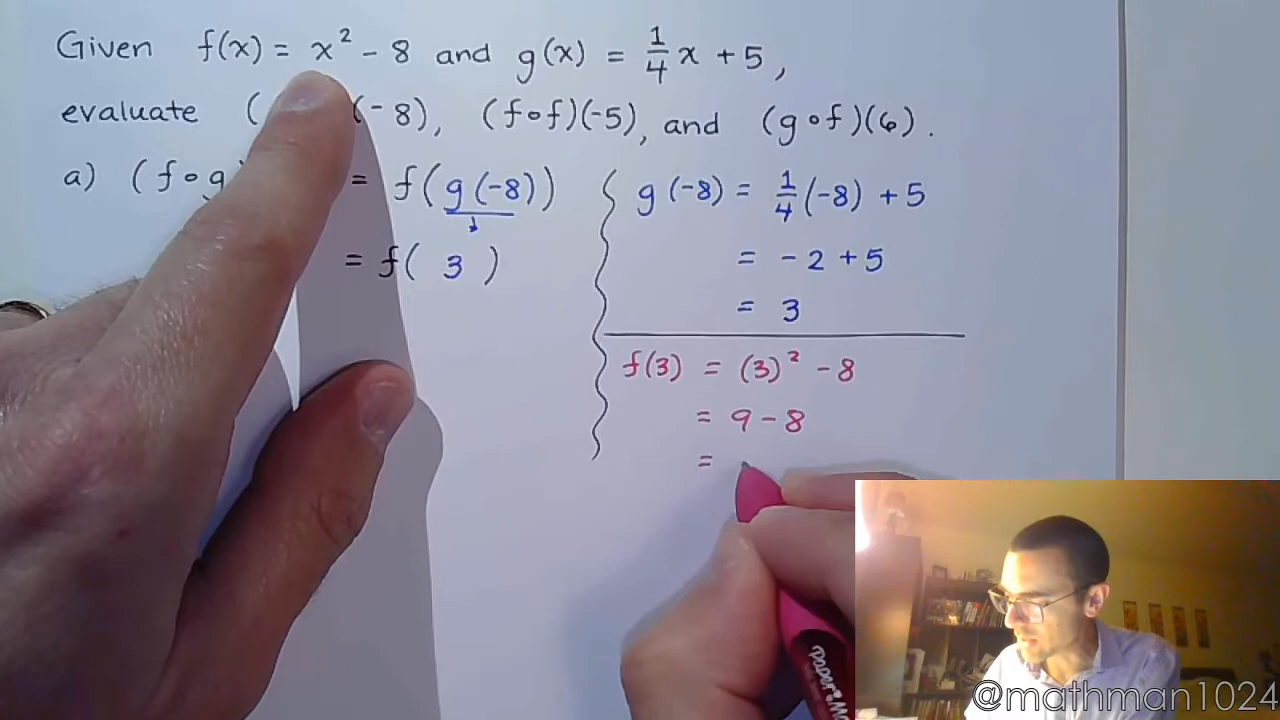 Given f(x) = x² - 8 and g(x) = 1/4 x + 5,
evaluate ( (-8), (f∘f)(-5), and (g∘f)(6).
a) (f∘g) = f(g(-8))
= f( 3 )
g(-8) = 1/4 (-8) + 5
= -2 + 5
= 3
f(3) = (3)² - 8
= 9 - 8
=
PAPER
@mathman1024